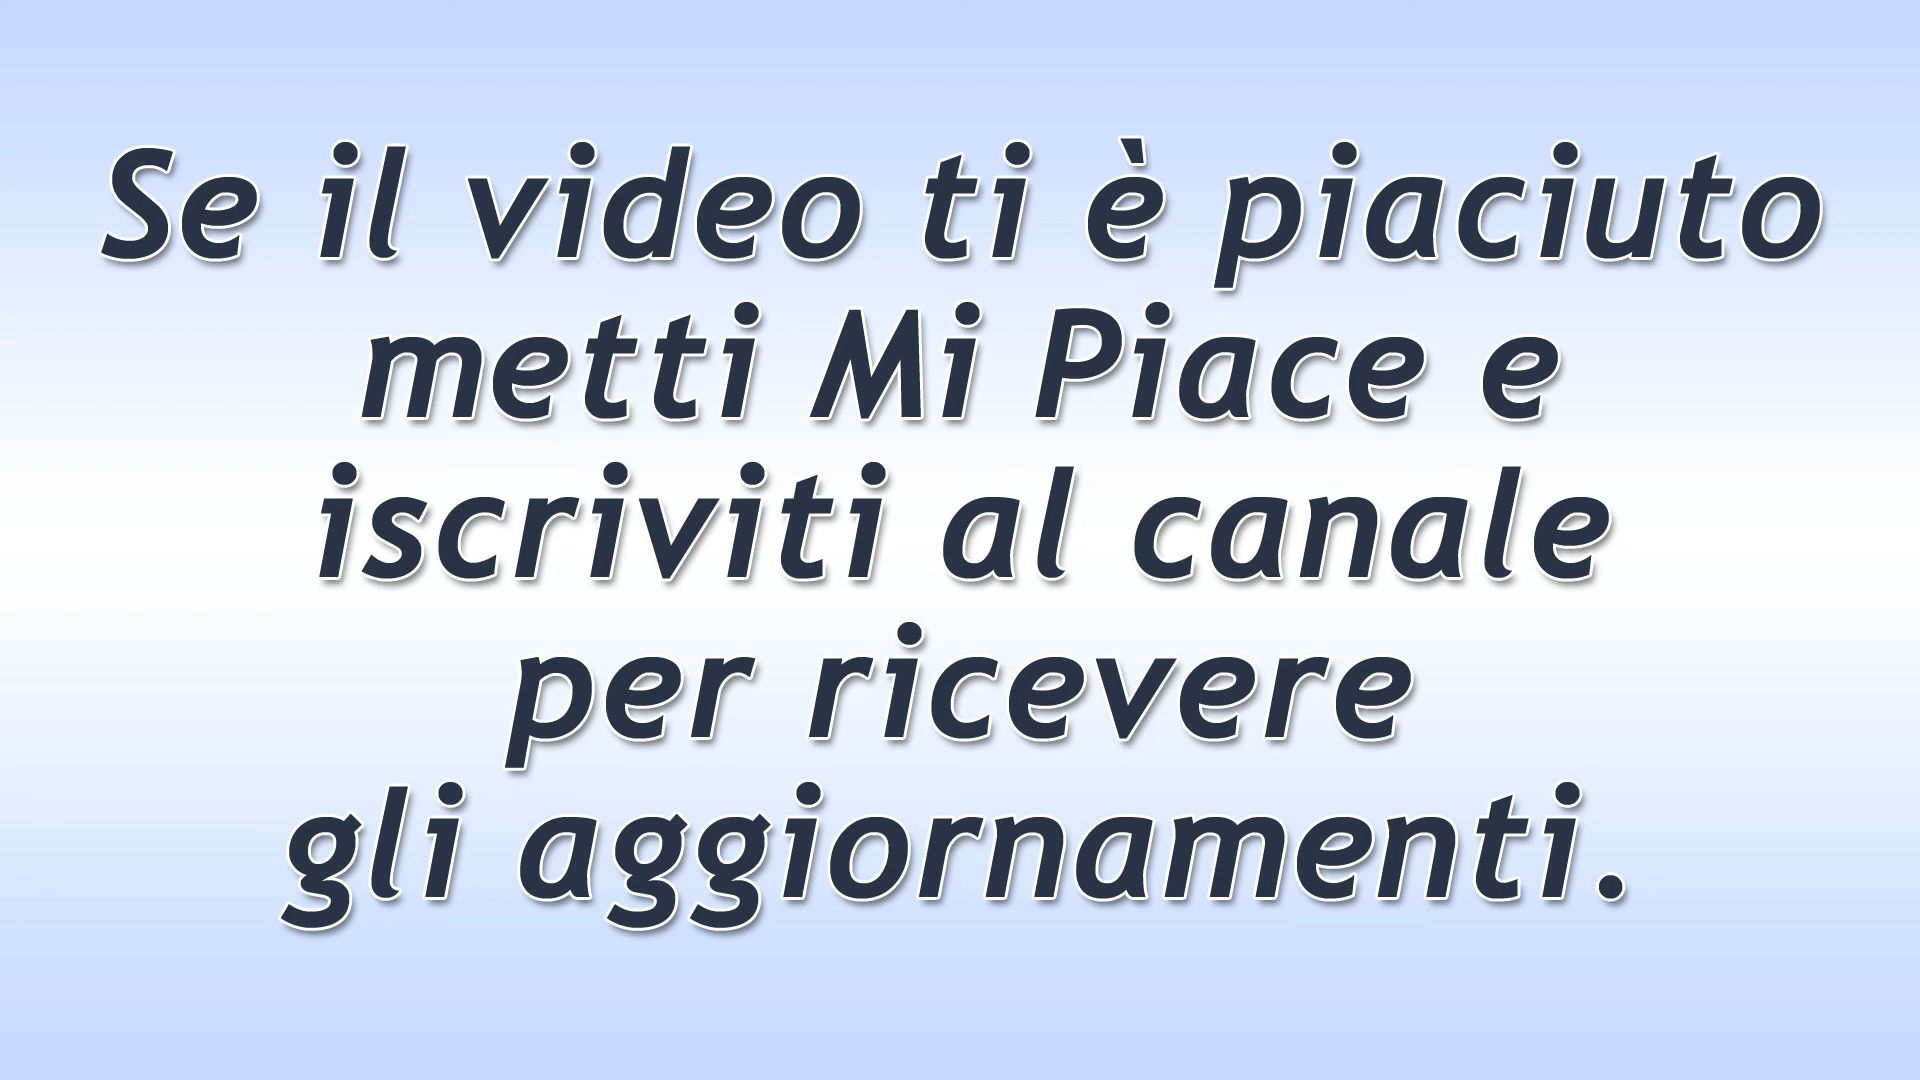 Se il video ti è piaciuto
metti Mi Piace e
iscriviti al canale
per ricevere
gli aggiornamenti.